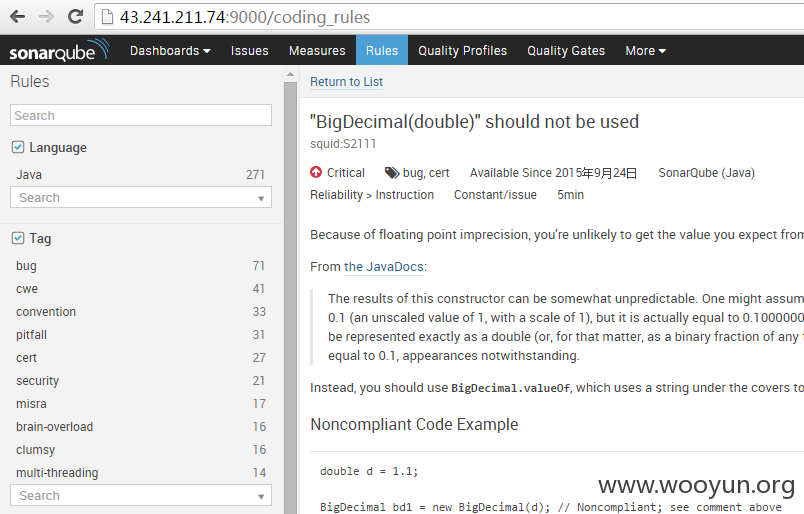 43.241.211.74:9000/coding_rules
sonarqube Dashboards Issues Measures Rules Quality Profiles Quality Gates More
Rules
Search
Language
Java 271
Search
Tag
bug 71
cwe 41
convention 33
pitfall 31
cert 27
security 21
misra 17
brain-overload 16
clumsy 16
multi-threading 14
Search
Return to List
"BigDecimal(double)" should not be used
squid:S2111
Critical bug, cert Available Since 2015年9月24日 SonarQube (Java)
Reliability > Instruction Constant/issue 5min
Because of floating point imprecision, you're unlikely to get the value you expect from
From the JavaDocs:
The results of this constructor can be somewhat unpredictable. One might assum
0.1 (an unscaled value of 1, with a scale of 1), but it is actually equal to 0.1000000
be represented exactly as a double (or, for that matter, as a binary fraction of any
equal to 0.1, appearances notwithstanding.
Instead, you should use BigDecimal.valueOf, which uses a string under the covers to
Noncompliant Code Example
double d = 1.1;
BigDecimal bd1 = new BigDecimal(d); // Noncompliant; see comment above
www.wooyun.org